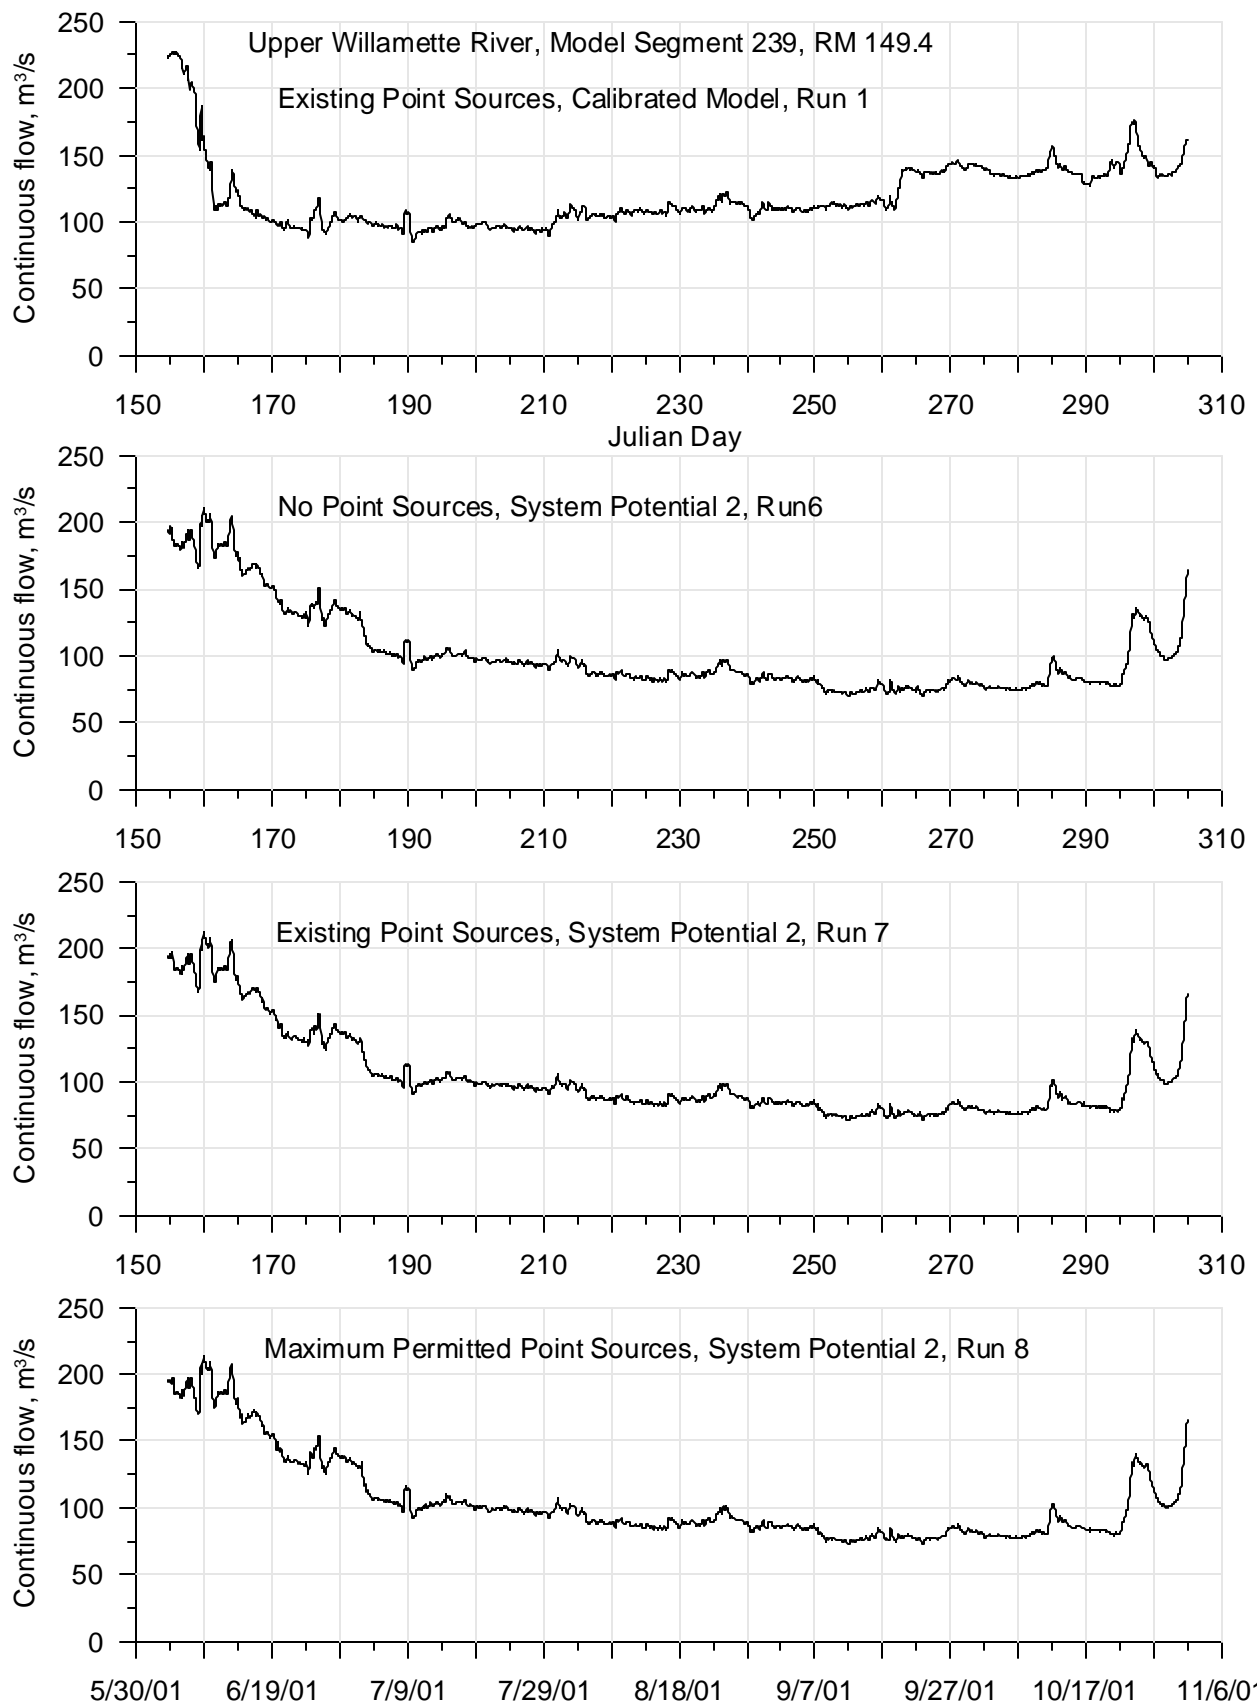 250
200
150
100
50
0
Continuous flow, m³/s
Upper Willamette River, Model Segment 239, RM 149.4
Existing Point Sources, Calibrated Model, Run 1
150 170 190 210 230 250 270 290 310
Julian Day
250
200
150
100
50
0
Continuous flow, m³/s
No Point Sources, System Potential 2, Run6
150 170 190 210 230 250 270 290 310
250
200
150
100
50
0
Continuous flow, m³/s
Existing Point Sources, System Potential 2, Run 7
150 170 190 210 230 250 270 290 310
250
200
150
100
50
0
Continuous flow, m³/s
Maximum Permitted Point Sources, System Potential 2, Run 8
5/30/01 6/19/01 7/9/01 7/29/01 8/18/01 9/7/01 9/27/01 10/17/01 11/6/0